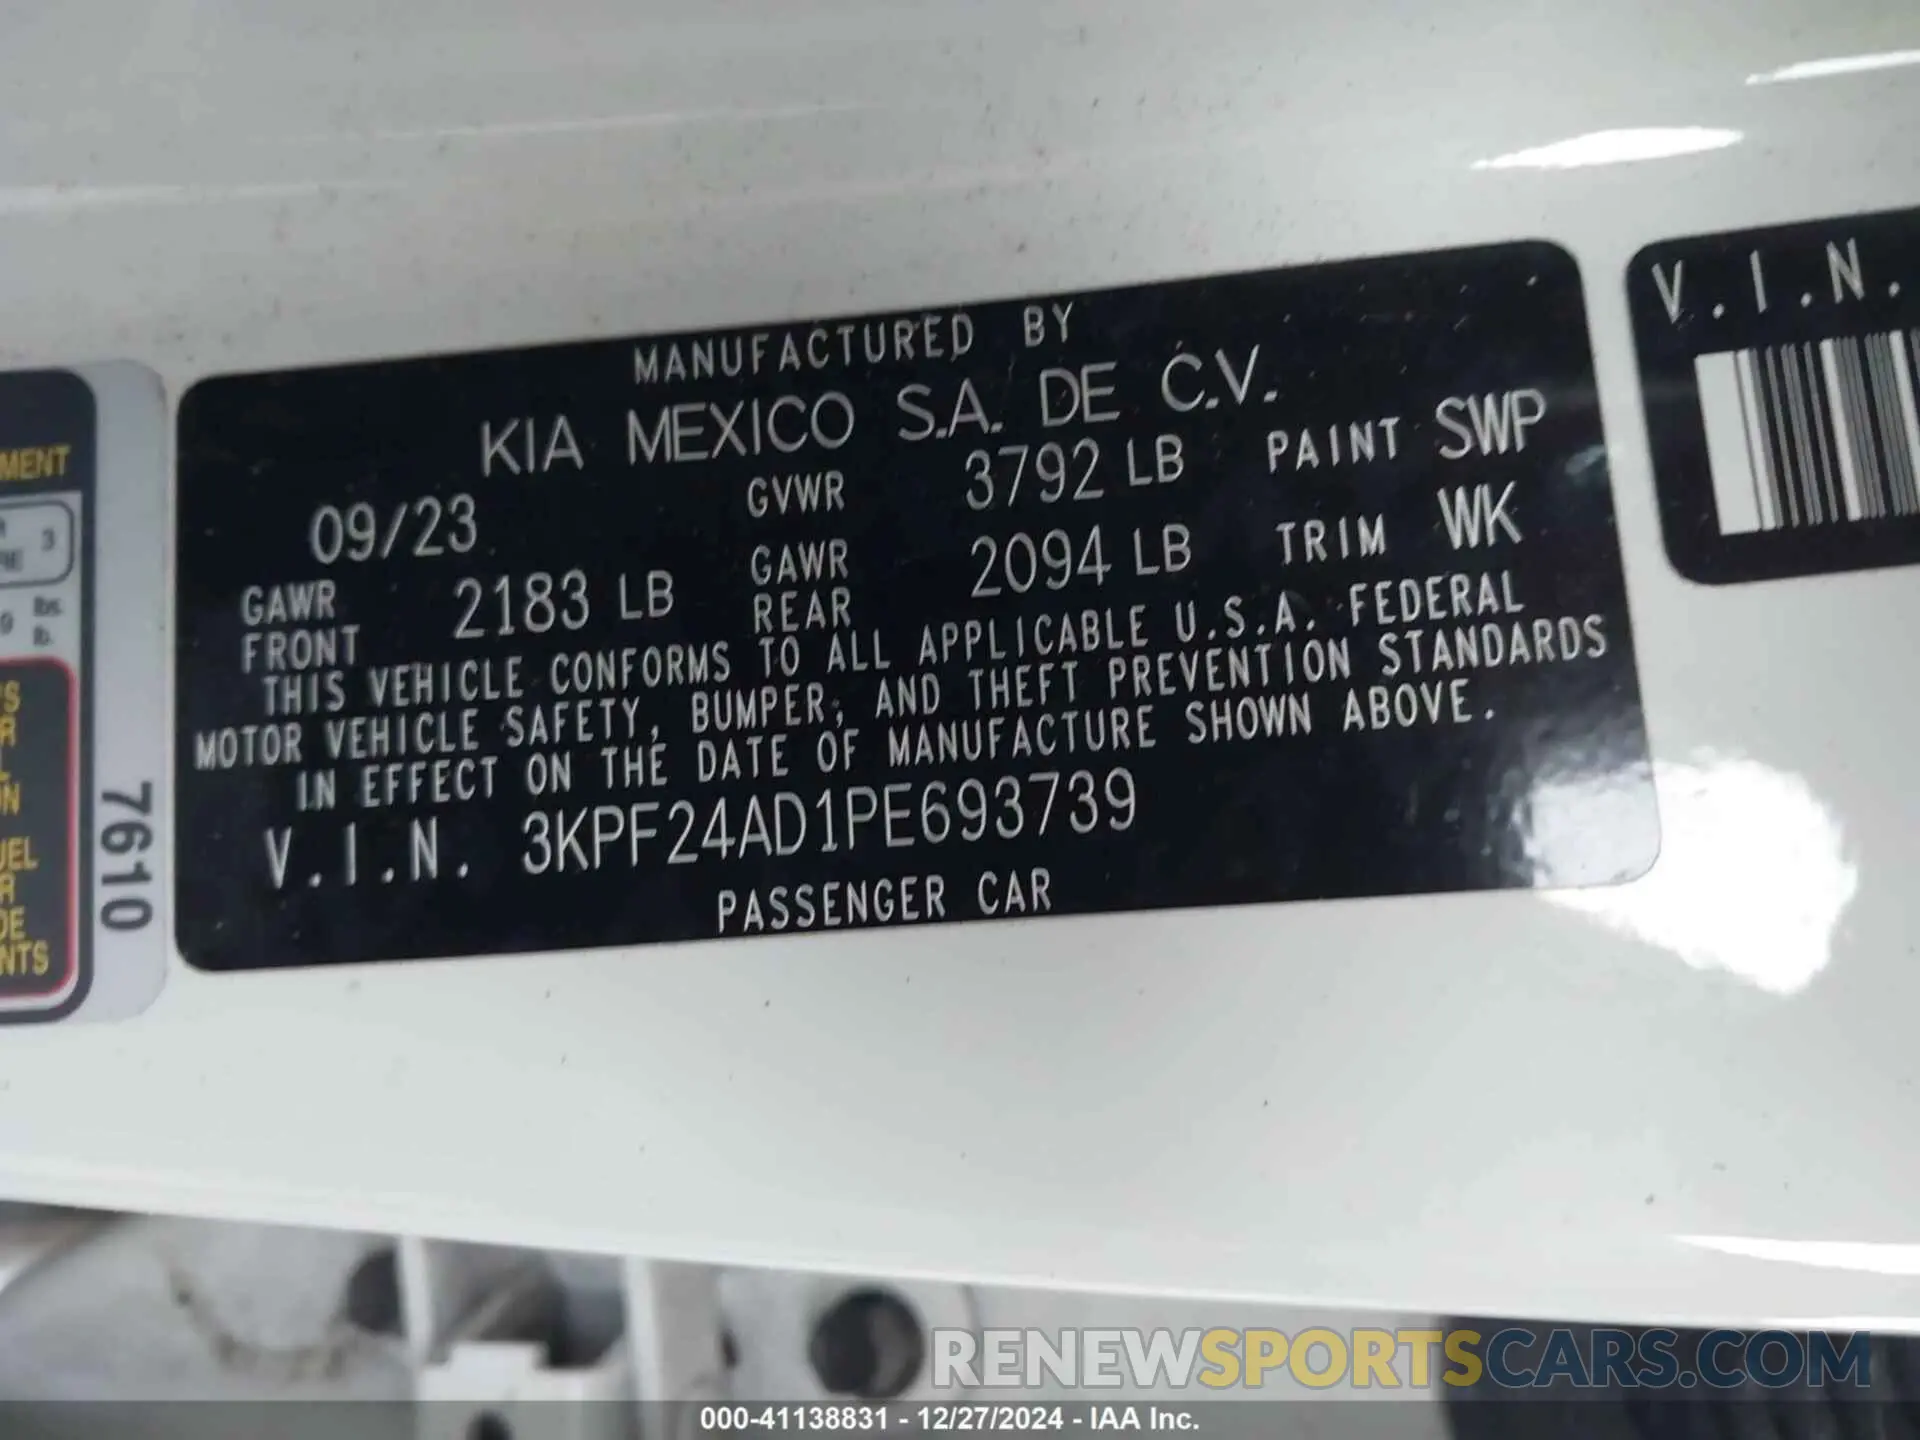 MANUFACTURED BY
KIA MEXICO S.A. DE C.V.
09/23 GVWR 3792 LB PAINT SWP
GAWR FRONT 2183 LB GAWR REAR 2094 LB TRIM WK
THIS VEHICLE CONFORMS TO ALL APPLICABLE U.S.A. FEDERAL
MOTOR VEHICLE SAFETY, BUMPER, AND THEFT PREVENTION STANDARDS
IN EFFECT ON THE DATE OF MANUFACTURE SHOWN ABOVE.
V.I.N. 3KPF24AD1PE693739
PASSENGER CAR
V.I.N.
7610
3
lbs.
lb.
RENEWSPORTSCARS.COM
000-41138831 - 12/27/2024 - IAA Inc.